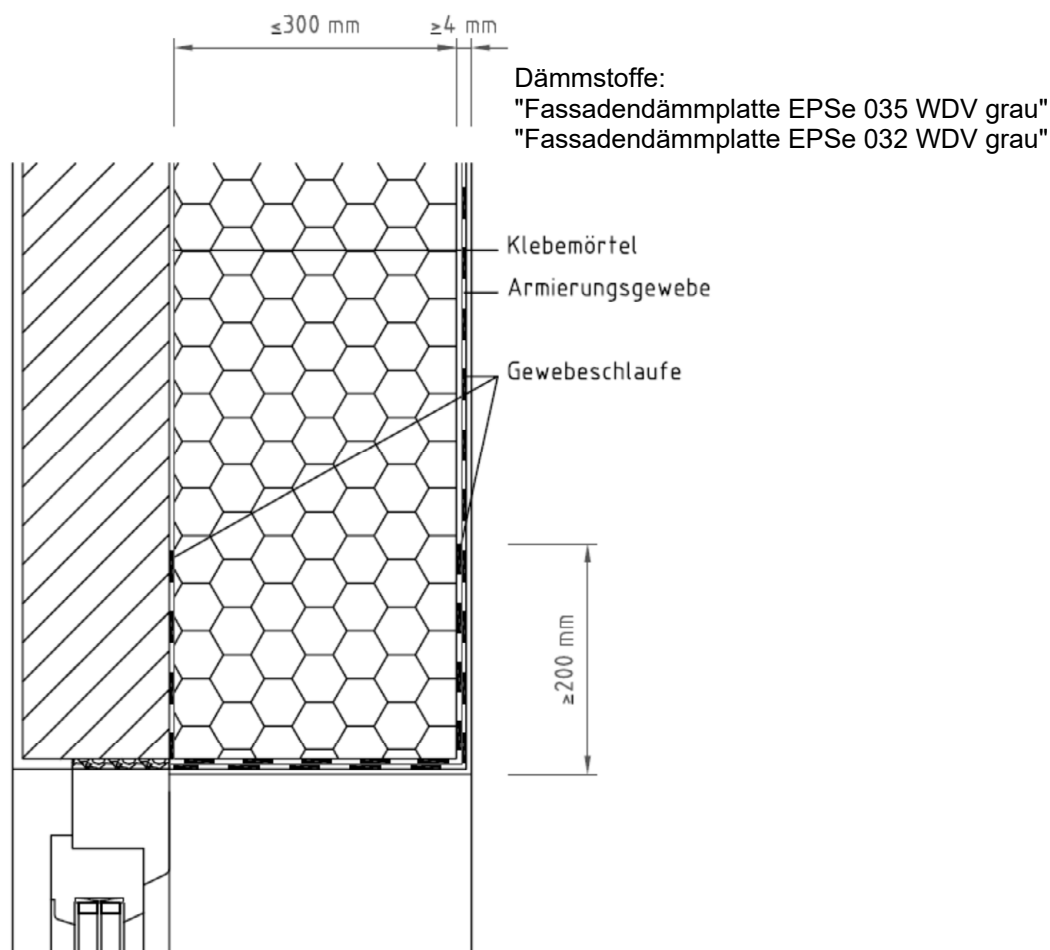 ≤300 mm
≥4 mm
Dämmstoffe:
"Fassadendämmplatte EPSe 035 WDV grau"
"Fassadendämmplatte EPSe 032 WDV grau"
Klebemörtel
Armierungsgewebe
Gewebeschlaufe
≥200 mm